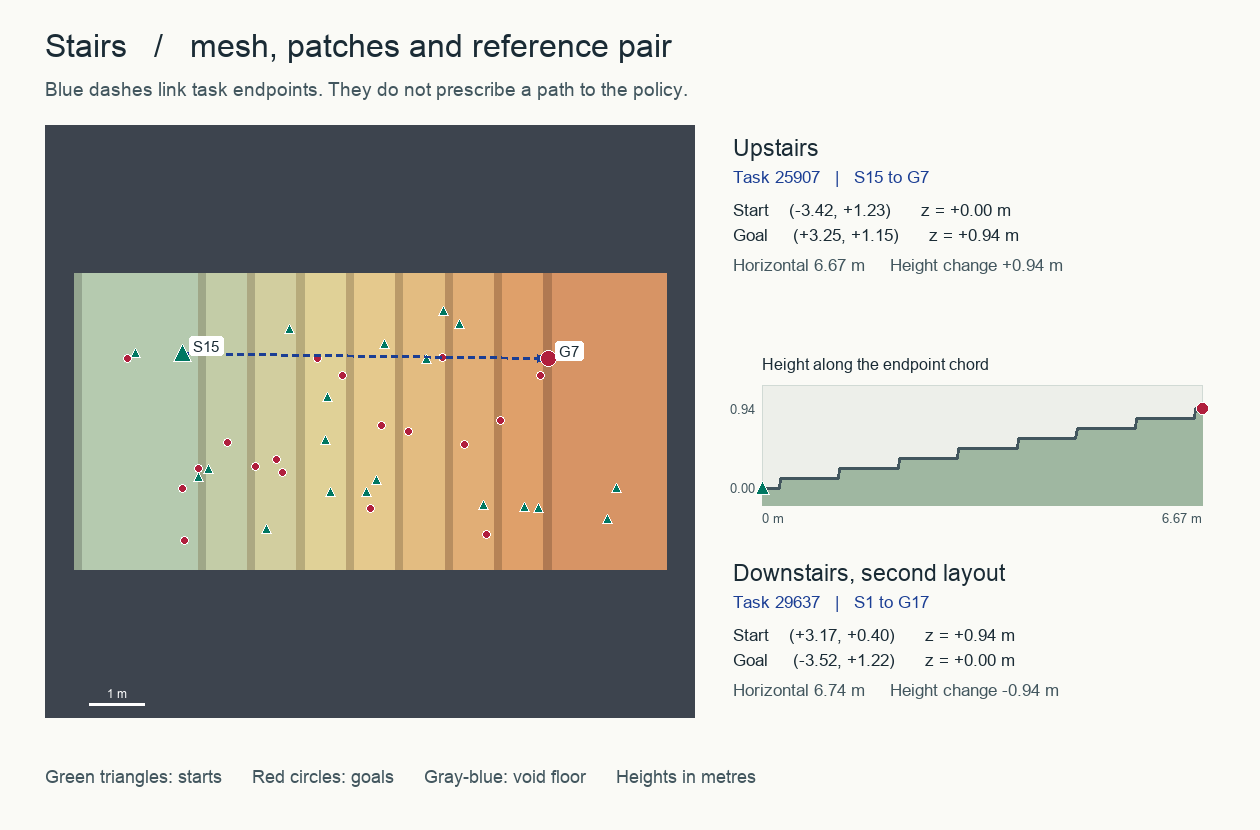 Stairs / mesh, patches and reference pair
Blue dashes link task endpoints. They do not prescribe a path to the policy.
S15
G7
1 m
Upstairs
Task 25907 | S15 to G7
Start (-3.42, +1.23) z = +0.00 m
Goal (+3.25, +1.15) z = +0.94 m
Horizontal 6.67 m Height change +0.94 m
Height along the endpoint chord
0.94
0.00
0 m 6.67 m
Downstairs, second layout
Task 29637 | S1 to G17
Start (+3.17, +0.40) z = +0.94 m
Goal (-3.52, +1.22) z = +0.00 m
Horizontal 6.74 m Height change -0.94 m
Green triangles: starts Red circles: goals Gray-blue: void floor Heights in metres